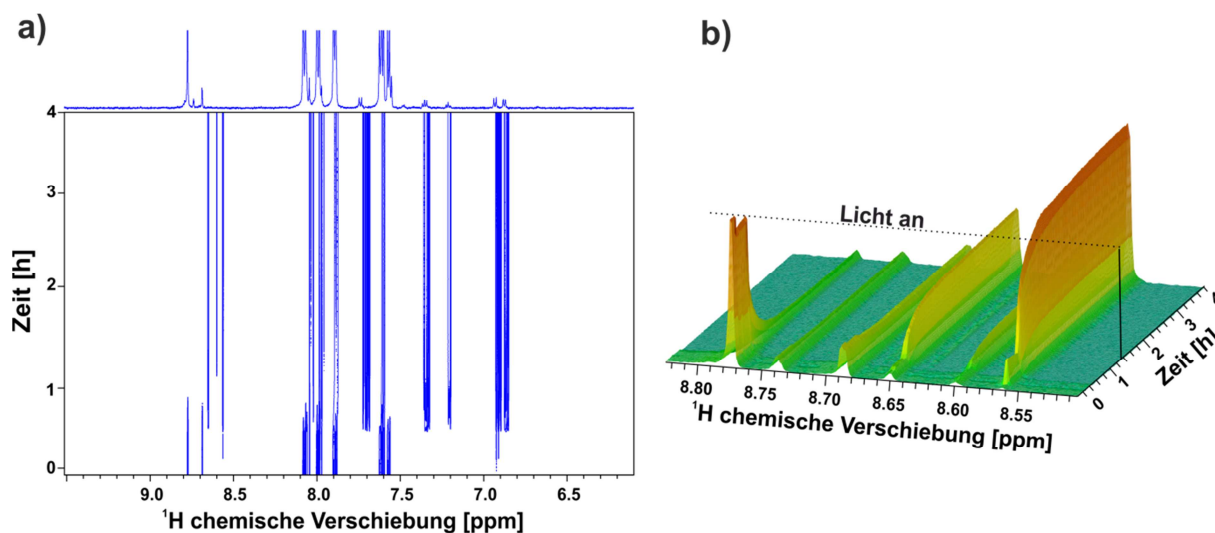 a)
4
3
2
1
0
Zeit [h]
9.0 8.5 8.0 7.5 7.0 6.5
¹H chemische Verschiebung [ppm]
b)
Licht an
8.80 8.75 8.70 8.65 8.60 8.55
¹H chemische Verschiebung [ppm]
0 1 2 3
Zeit [h]